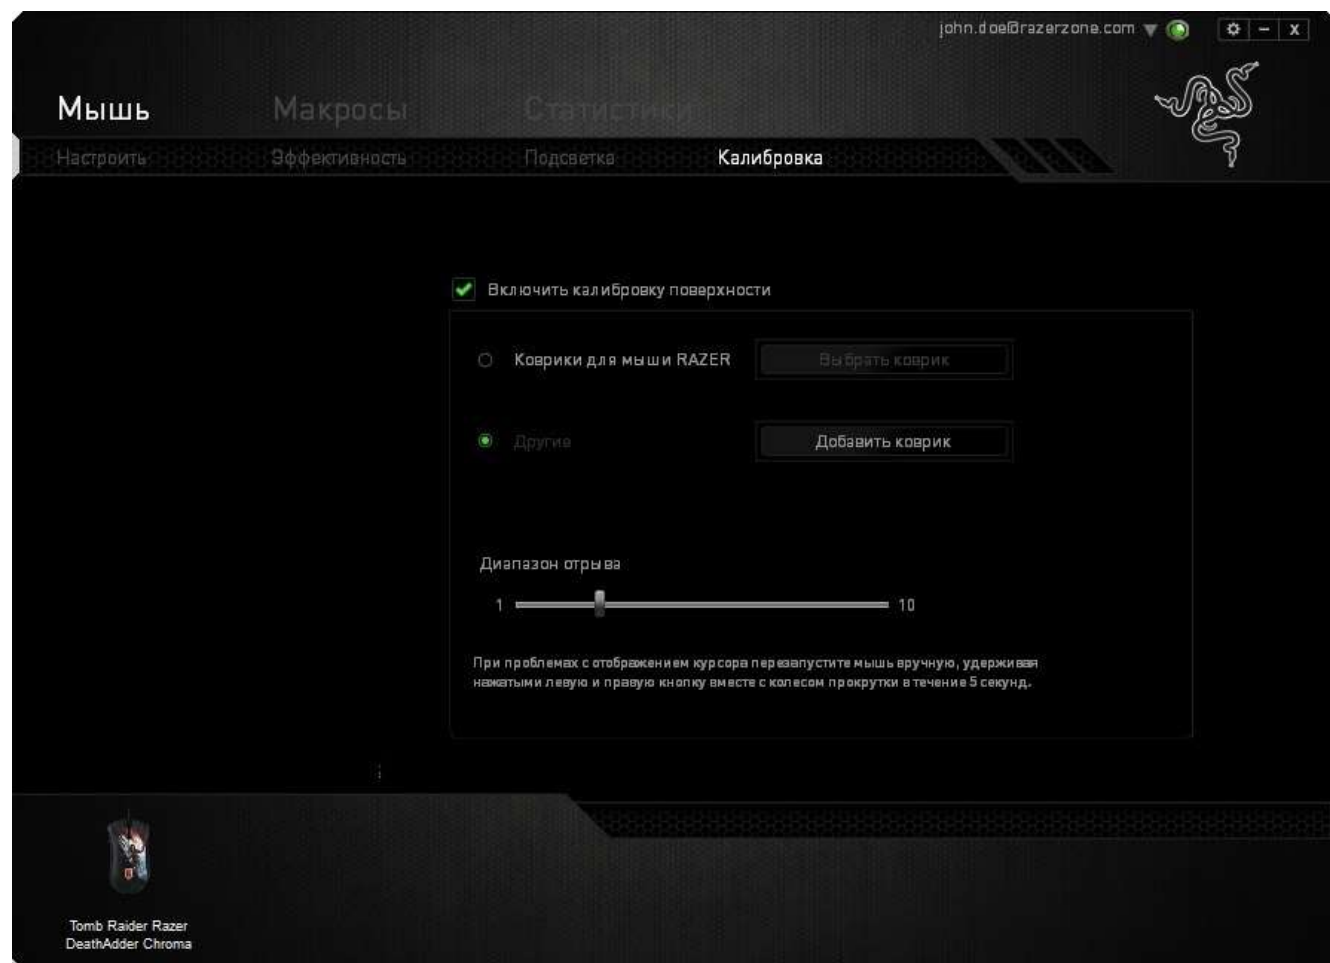 john.doe@razerzone.com
Мышь Макросы Статистики
Настроить Эффективность Подсветка Калибровка
Включить калибровку поверхности
Коврики для мыши RAZER Выбрать коврик
Другие Добавить коврик
Диапазон отрыва
1 10
При проблемах с отображением курсора перезапустите мышь вручную, удерживая
нажатыми левую и правую кнопку вместе с колесом прокрутки в течение 5 секунд.
Tomb Raider Razer
DeathAdder Chroma